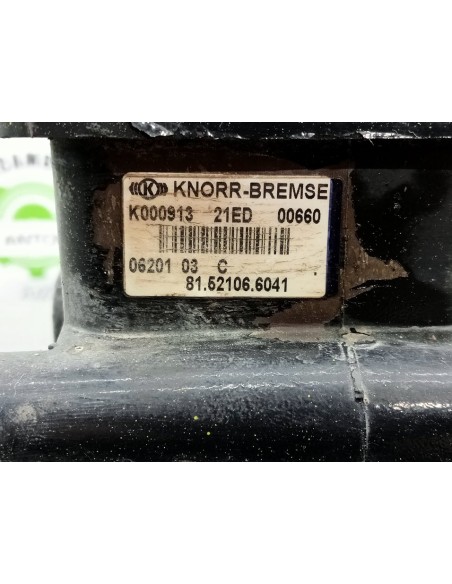 K KNORR-BREMSE
K000913 21ED 00660
06201 03 C
81.52106.6041